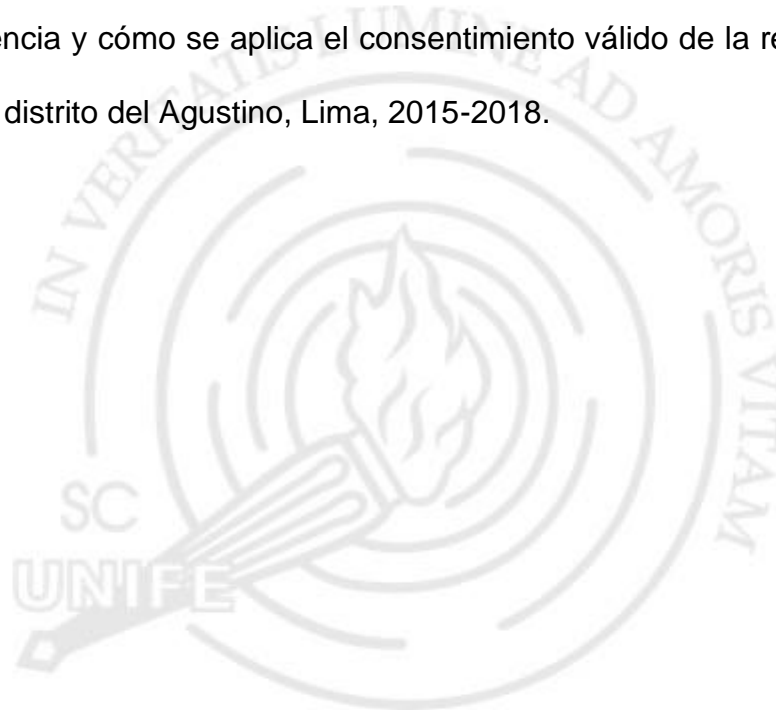 encia y cómo se aplica el consentimiento válido de la re
distrito del Agustino, Lima, 2015-2018.
IN VERITATIS LUMINE AD AMORIS VITAM
SC
UNIFE